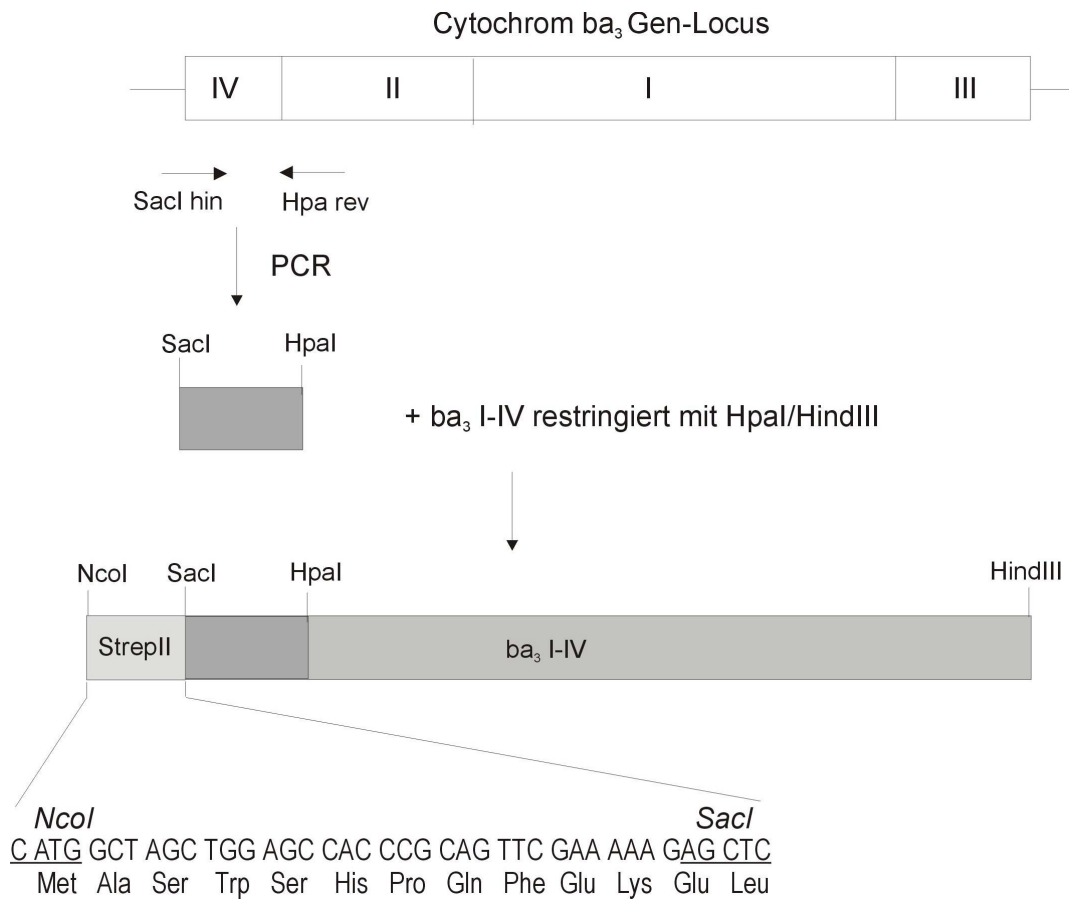 Cytochrom ba₃ Gen-Locus
IV II I III
SacI hin Hpa rev
PCR
SacI HpaI
+ ba₃ I-IV restringiert mit HpaI/HindIII
NcoI SacI HpaI HindIII
StrepII ba₃ I-IV
NcoI SacI
C ATG GCT AGC TGG AGC CAC CCG CAG TTC GAA AAA GAG CTC
Met Ala Ser Trp Ser His Pro Gln Phe Glu Lys Glu Leu